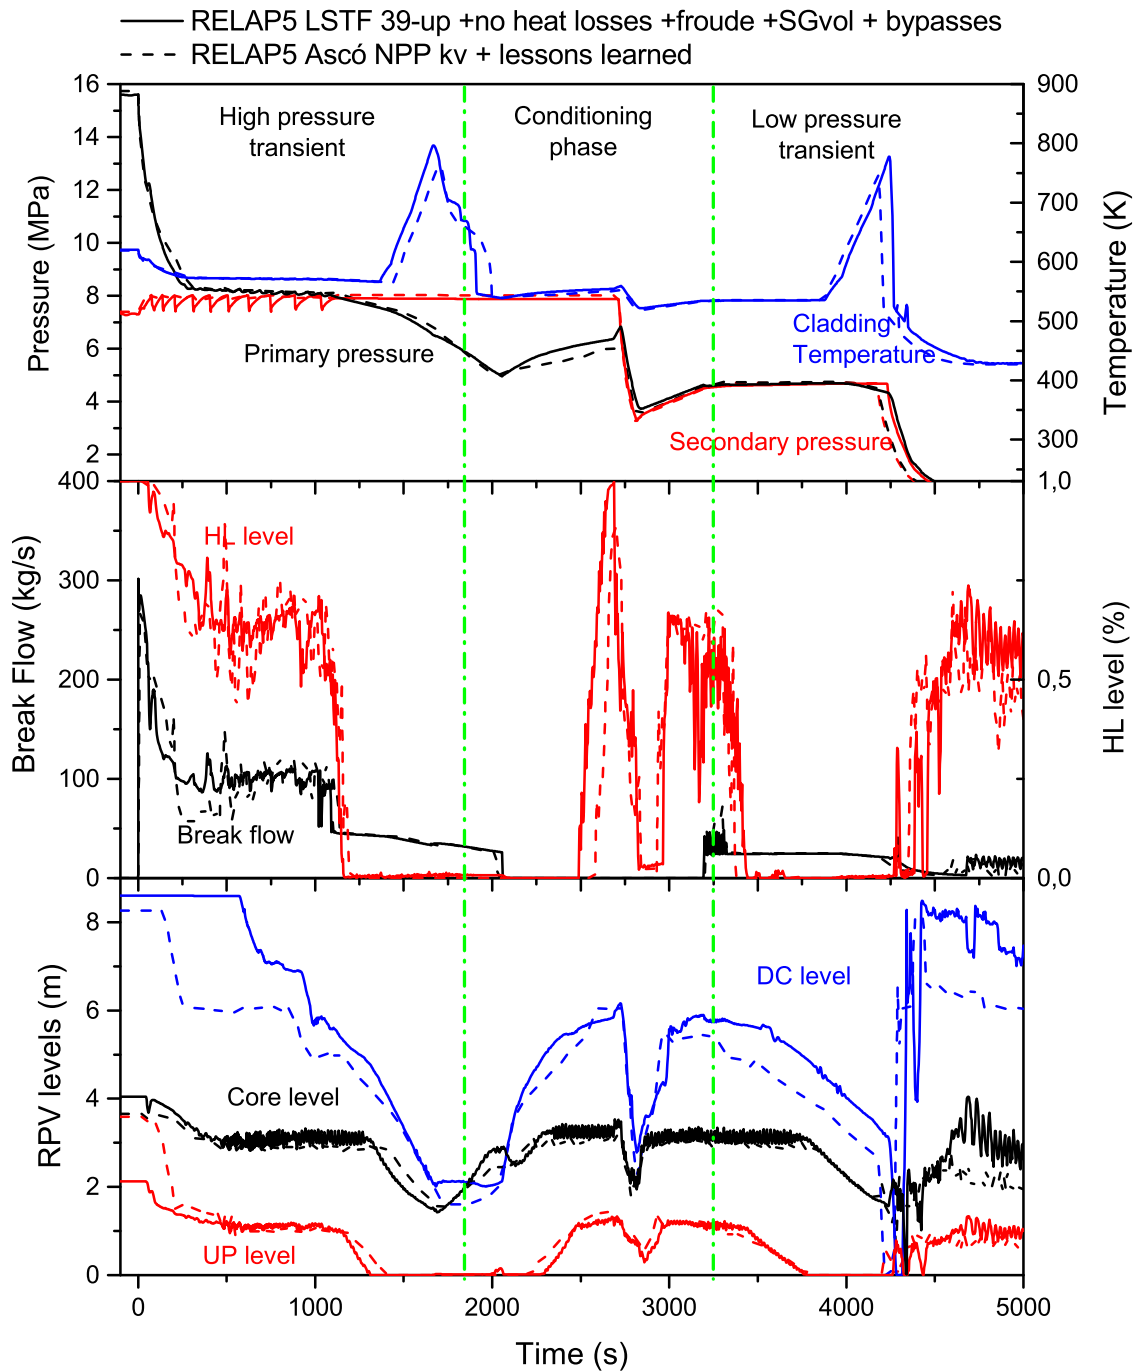 RELAP5 LSTF 39-up +no heat losses +froude +SGvol + bypasses
RELAP5 Ascó NPP kv + lessons learned
16
14
12
10
8
6
4
2
Pressure (MPa)
900
800
700
600
500
400
300
Temperature (K)
High pressure
transient
Conditioning
phase
Low pressure
transient
Primary pressure
Cladding
Temperature
Secondary pressure
400
300
200
100
0
Break Flow (kg/s)
1,0
0,5
0,0
HL level (%)
HL level
Break flow
8
6
4
2
0
RPV levels (m)
DC level
Core level
UP level
0
1000
2000
3000
4000
5000
Time (s)